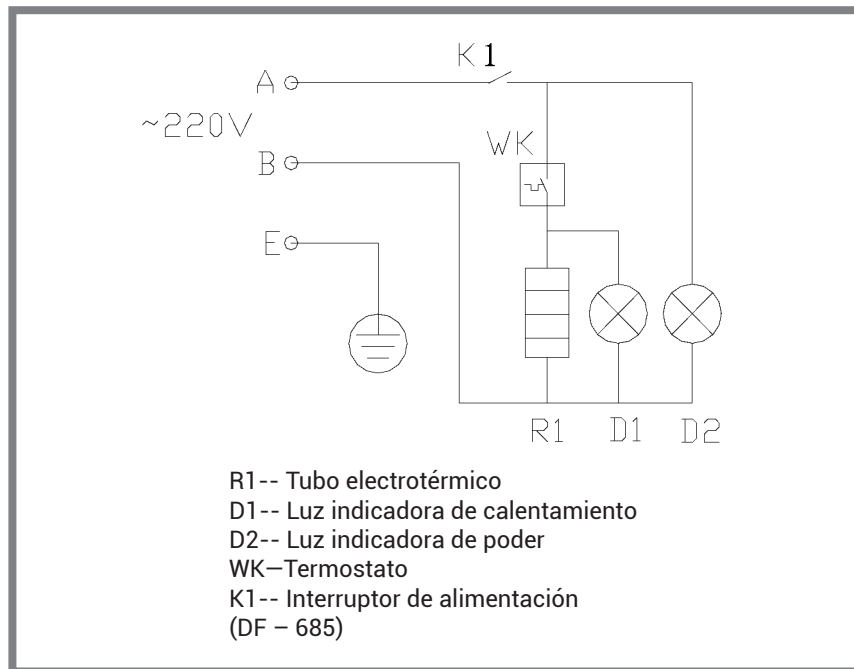 K1
A
~220V
WK
B
E
R1 D1 D2
R1-- Tubo electrotérmico
D1-- Luz indicadora de calentamiento
D2-- Luz indicadora de poder
WK—Termostato
K1-- Interruptor de alimentación
(DF – 685)